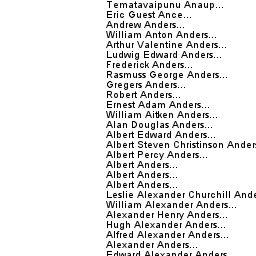 Tematavaipunu Anaup...
Eric Guest Ance...
Andrew Anders...
William Anton Anders...
Arthur Valentine Anders...
Ludwig Edward Anders...
Frederick Anders...
Rasmuss George Anders...
Gregers Anders...
Robert Anders...
Ernest Adam Anders...
William Aitken Anders...
Alan Douglas Anders...
Albert Edward Anders...
Albert Steven Christinson Anders
Albert Percy Anders...
Albert Anders...
Albert Anders...
Albert Anders...
Leslie Alexander Churchill Ande
William Alexander Anders...
Alexander Henry Anders...
Hugh Alexander Anders...
Alfred Alexander Anders...
Alexander Anders...
Edward Alexander Anders